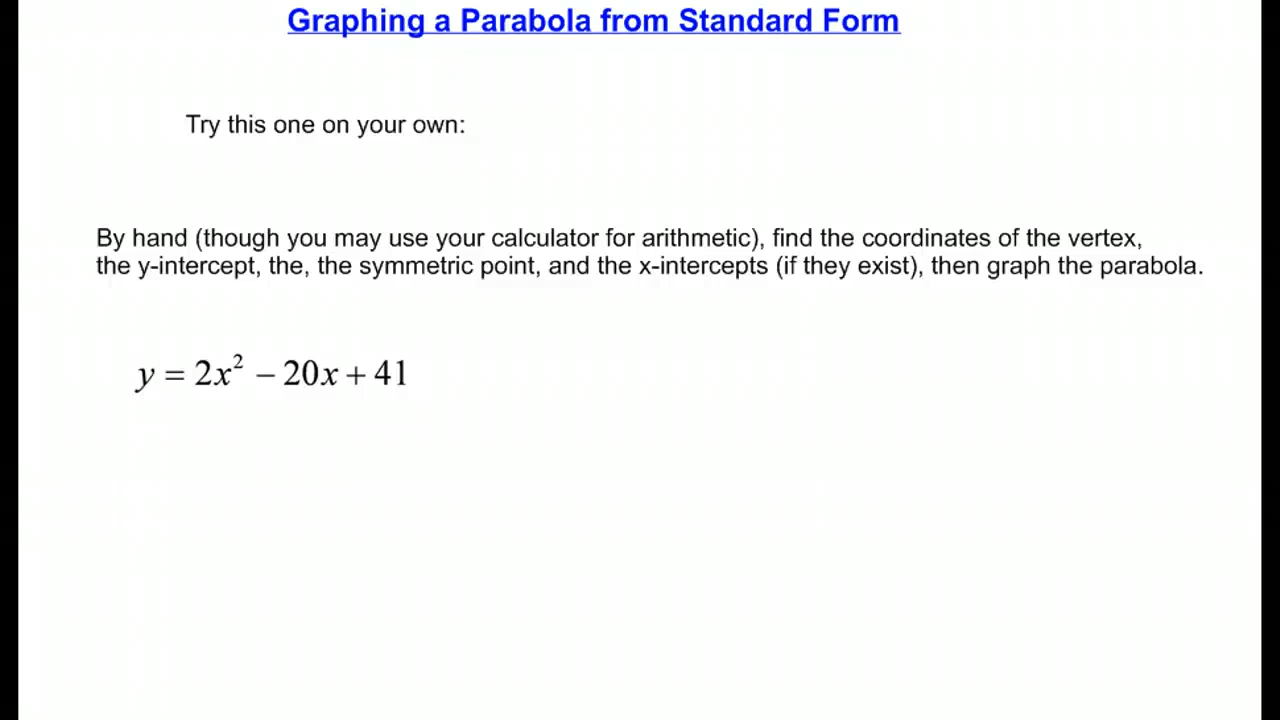 Graphing a Parabola from Standard Form
Try this one on your own:
By hand (though you may use your calculator for arithmetic), find the coordinates of the vertex,
the y-intercept, the, the symmetric point, and the x-intercepts (if they exist), then graph the parabola.
y = 2x² − 20x + 41